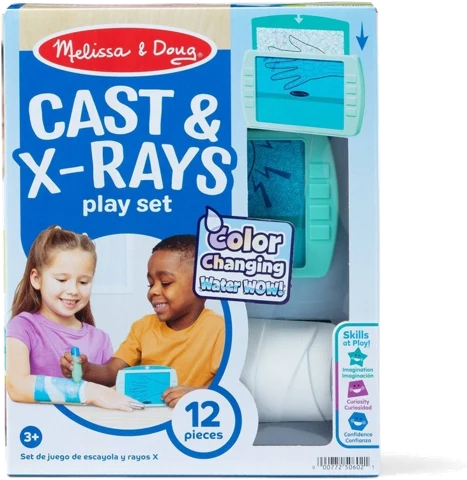 Melissa & Doug
CAST &
X-RAYS
play set
Color
Changing
Water WOW!
Skills
at Play!
Imagination
Imaginación
Curiosity
Curiosidad
Confidence
Confianza
12
pieces
3+
Set de juego de escayola y rayos X